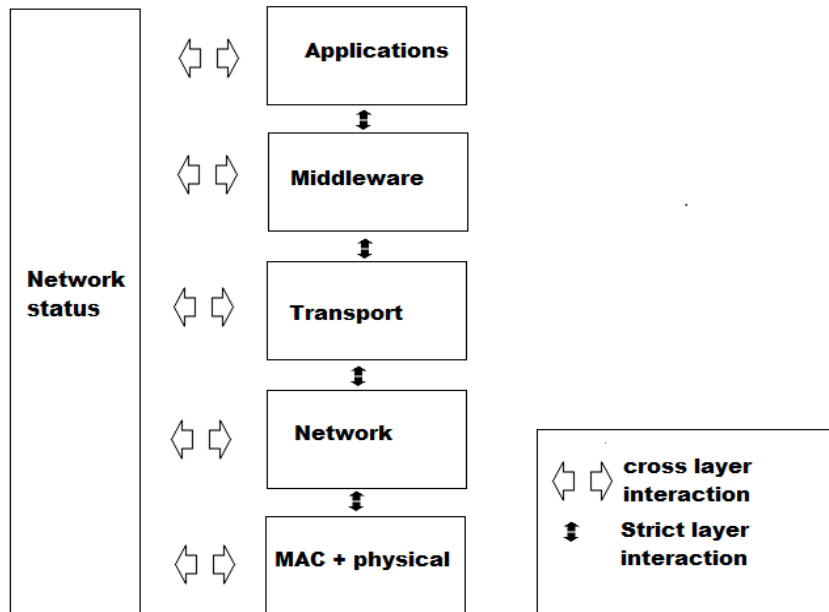 Applications
Middleware
Network
status
Transport
Network
MAC + physical
cross layer
interaction
Strict layer
interaction